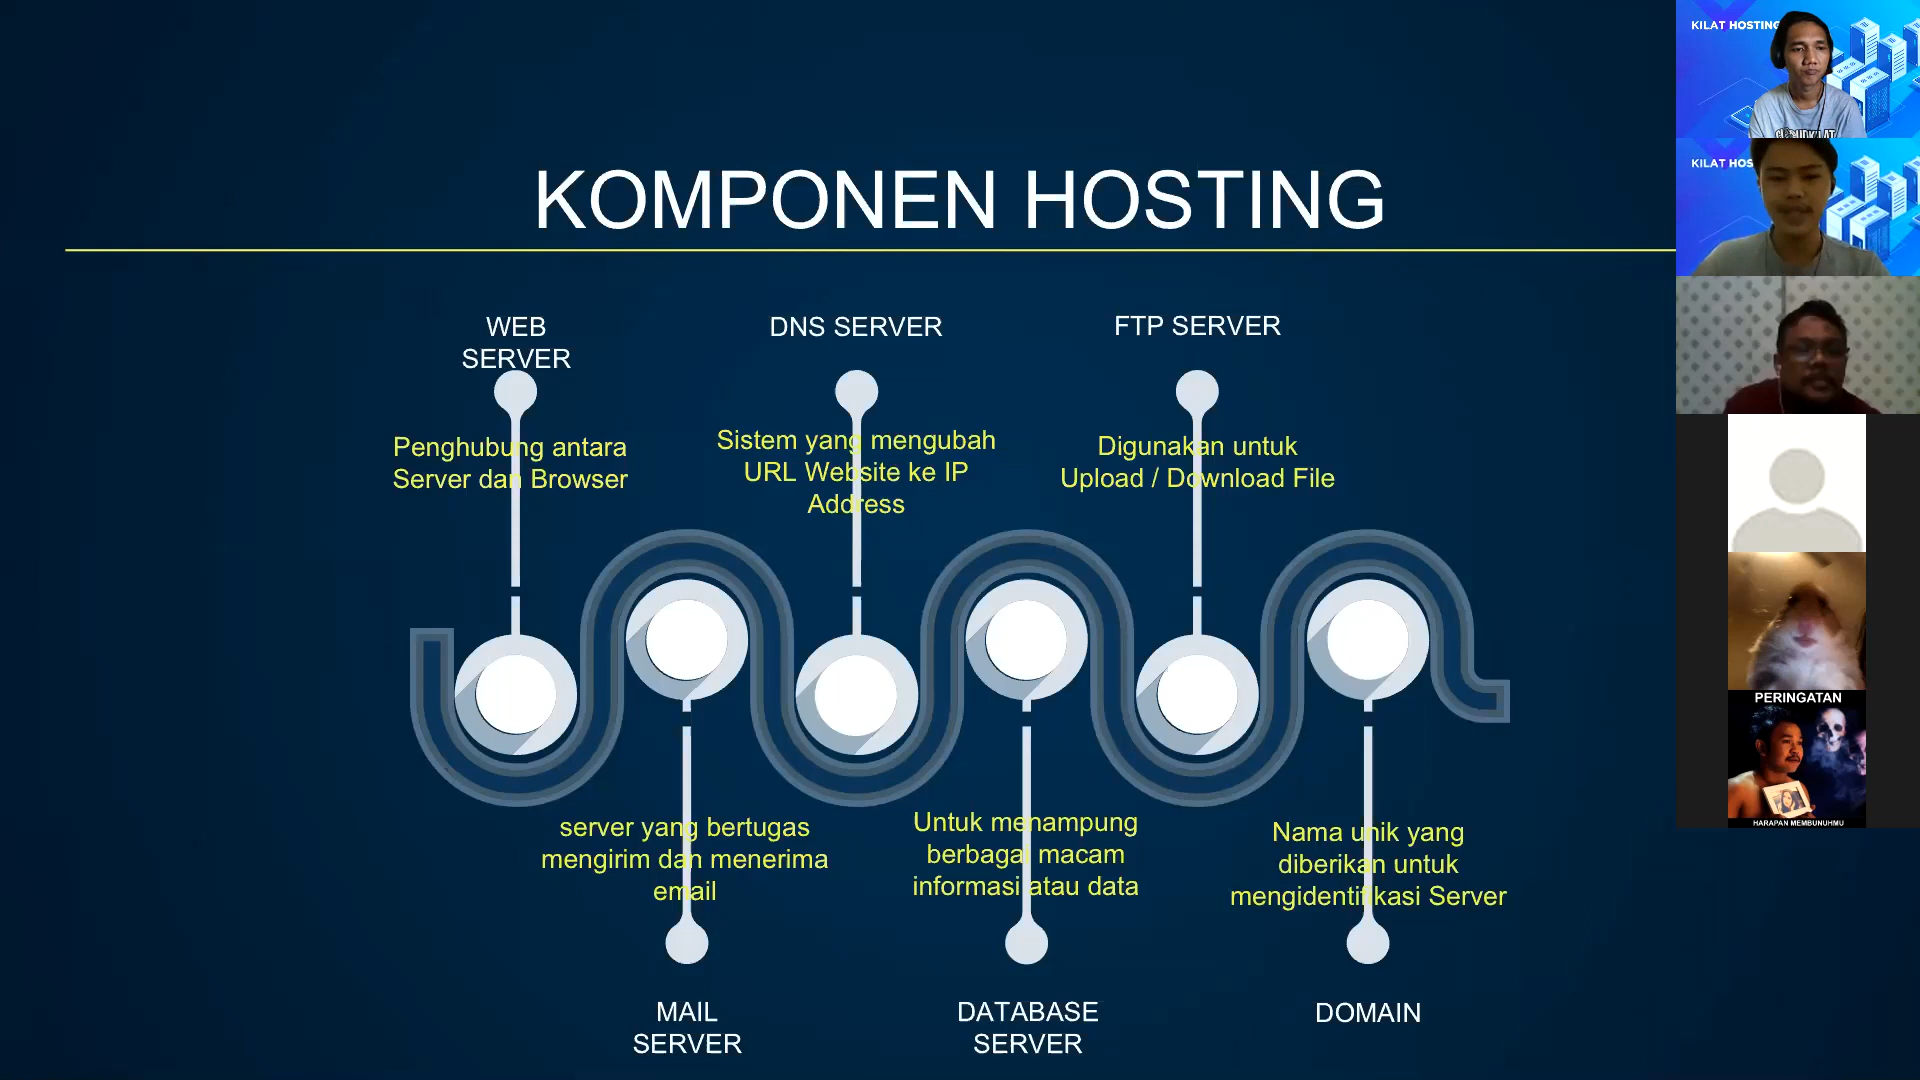 KOMPONEN HOSTING
WEB
SERVER
Penghubung antara
Server dan Browser
DNS SERVER
Sistem yang mengubah
URL Website ke IP
Address
FTP SERVER
Digunakan untuk
Upload / Download File
server yang bertugas
mengirim dan menerima
email
MAIL
SERVER
Untuk menampung
berbagai macam
informasi atau data
DATABASE
SERVER
Nama unik yang
diberikan untuk
mengidentifikasi Server
DOMAIN
KILAT HOSTING
KILAT HOS
PERINGATAN
HARAPAN MEMBUNUHMU